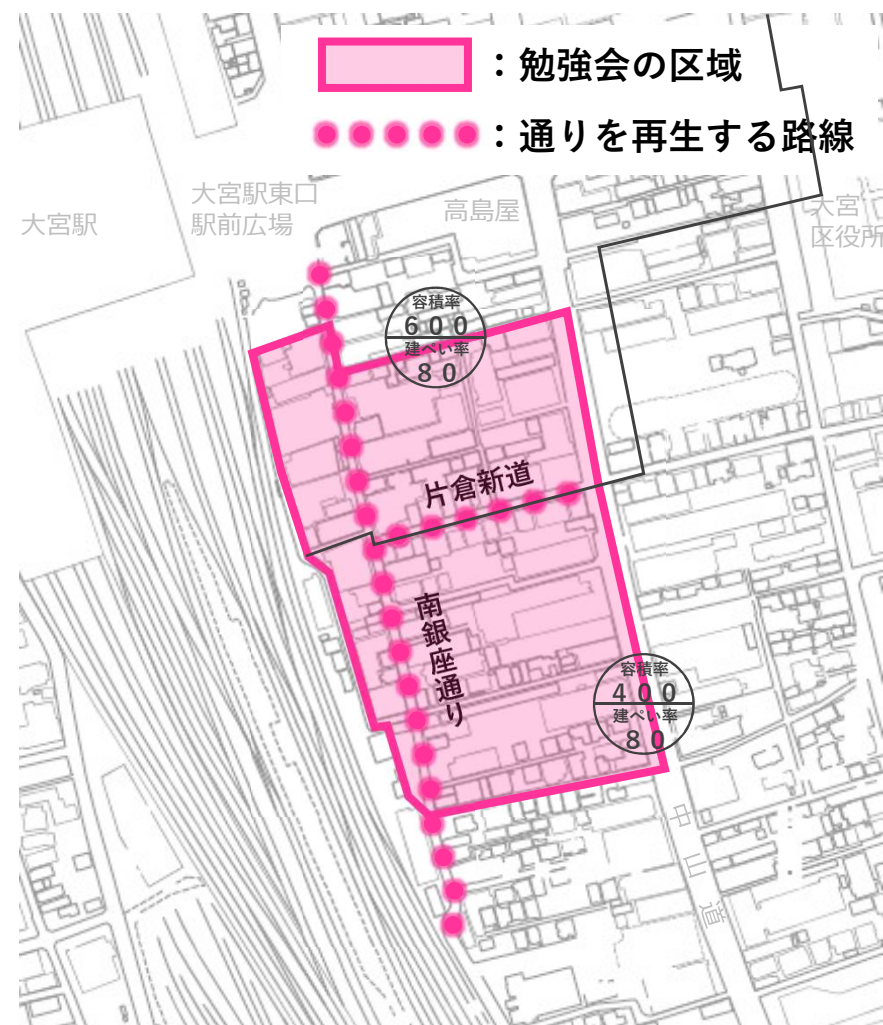 ：勉強会の区域
：通りを再生する路線
大宮駅
大宮駅東口
駅前広場
高島屋
大宮
区役所
容積率
600
建ぺい率
80
片倉新道
南銀座通り
容積率
400
建ぺい率
80
中山道